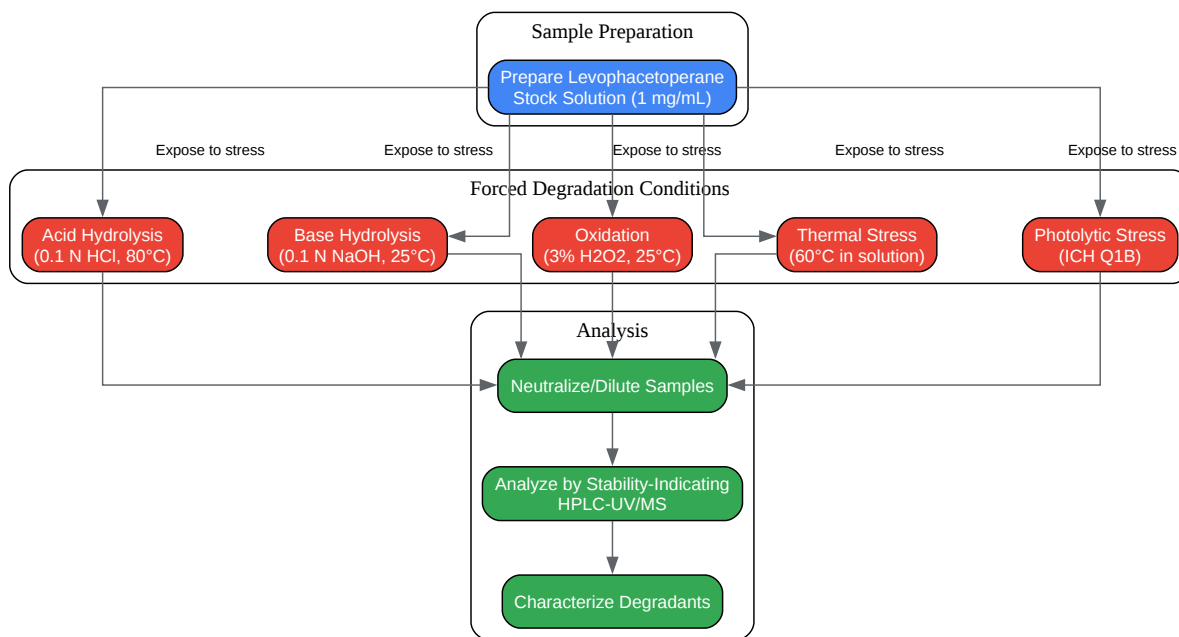 Sample Preparation
Prepare Levophacetoperane
Stock Solution (1 mg/mL)
Expose to stress
Expose to stress
Expose to stress
Expose to stress
Expose to stress
Forced Degradation Conditions
Acid Hydrolysis
(0.1 N HCl, 80°C)
Base Hydrolysis
(0.1 N NaOH, 25°C)
Oxidation
(3% H2O2, 25°C)
Thermal Stress
(60°C in solution)
Photolytic Stress
(ICH Q1B)
Analysis
Neutralize/Dilute Samples
Analyze by Stability-Indicating
HPLC-UV/MS
Characterize Degradants